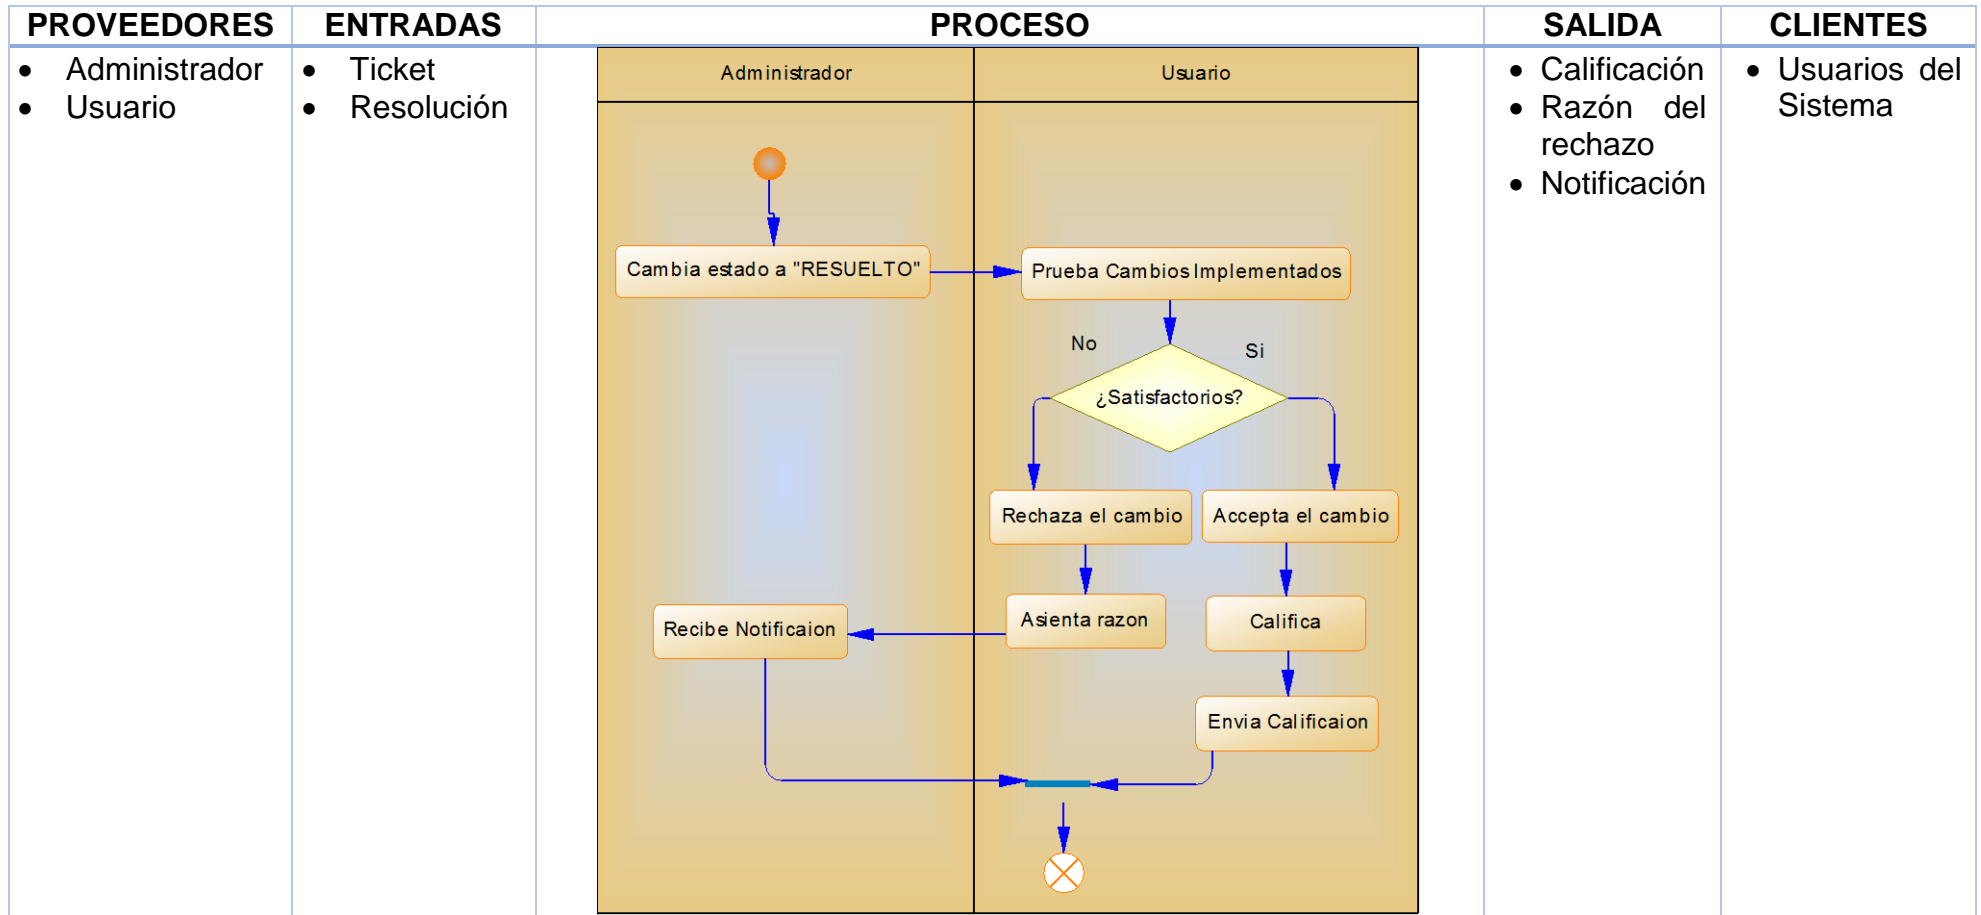 PROVEEDORES
ENTRADAS
PROCESO
SALIDA
CLIENTES
• Administrador
• Usuario
• Ticket
• Resolución
Administrador
Usuario
Cambia estado a "RESUELTO"
Prueba Cambios Implementados
No
Si
¿Satisfactorios?
Rechaza el cambio
Accepta el cambio
Asienta razon
Califica
Recibe Notificaion
Envia Calificaion
• Calificación
• Razón del
rechazo
• Notificación
• Usuarios del
Sistema